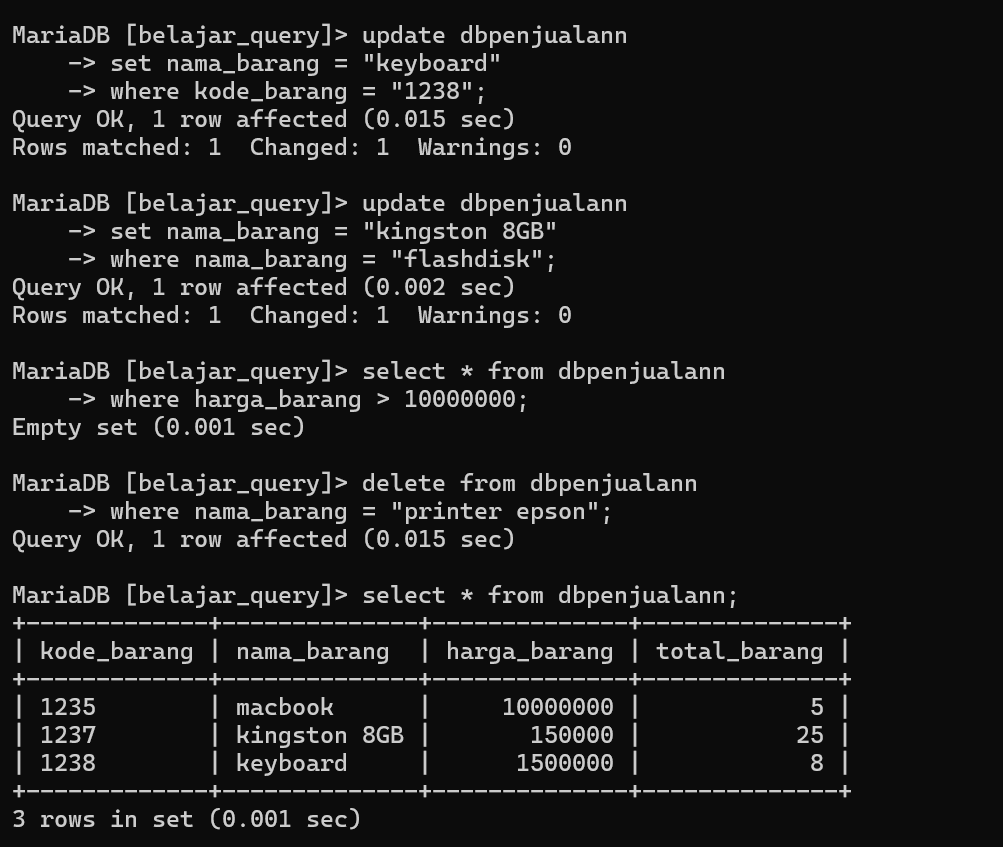 MariaDB [belajar_query]> update dbpenjualann
    -> set nama_barang = "keyboard"
    -> where kode_barang = "1238";
Query OK, 1 row affected (0.015 sec)
Rows matched: 1  Changed: 1  Warnings: 0

MariaDB [belajar_query]> update dbpenjualann
    -> set nama_barang = "kingston 8GB"
    -> where nama_barang = "flashdisk";
Query OK, 1 row affected (0.002 sec)
Rows matched: 1  Changed: 1  Warnings: 0

MariaDB [belajar_query]> select * from dbpenjualann
    -> where harga_barang > 10000000;
Empty set (0.001 sec)

MariaDB [belajar_query]> delete from dbpenjualann
    -> where nama_barang = "printer epson";
Query OK, 1 row affected (0.015 sec)

MariaDB [belajar_query]> select * from dbpenjualann;
+-------------+--------------+--------------+--------------+
| kode_barang | nama_barang  | harga_barang | total_barang |
+-------------+--------------+--------------+--------------+
| 1235        | macbook      |     10000000 |            5 |
| 1237        | kingston 8GB |       150000 |           25 |
| 1238        | keyboard     |      1500000 |            8 |
+-------------+--------------+--------------+--------------+
3 rows in set (0.001 sec)